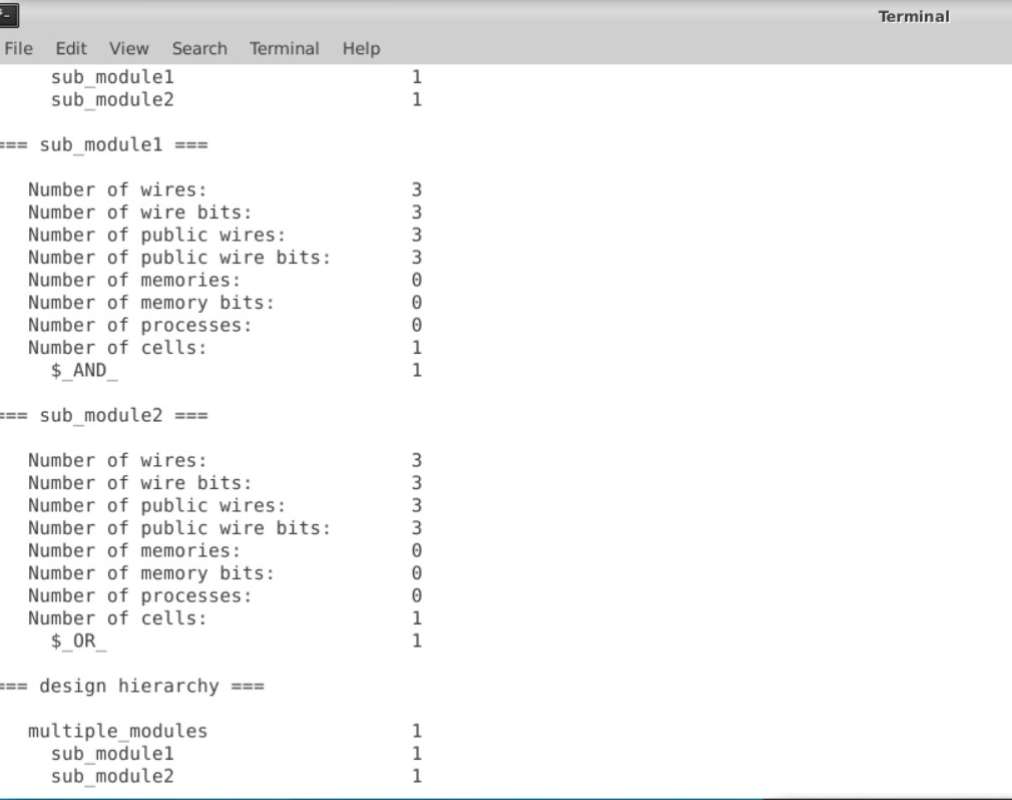 Terminal
File Edit View Search Terminal Help
sub_module1 1
sub_module2 1
=== sub_module1 ===
Number of wires: 3
Number of wire bits: 3
Number of public wires: 3
Number of public wire bits: 3
Number of memories: 0
Number of memory bits: 0
Number of processes: 0
Number of cells: 1
$_AND_ 1
=== sub_module2 ===
Number of wires: 3
Number of wire bits: 3
Number of public wires: 3
Number of public wire bits: 3
Number of memories: 0
Number of memory bits: 0
Number of processes: 0
Number of cells: 1
$_OR_ 1
=== design hierarchy ===
multiple_modules 1
sub_module1 1
sub_module2 1